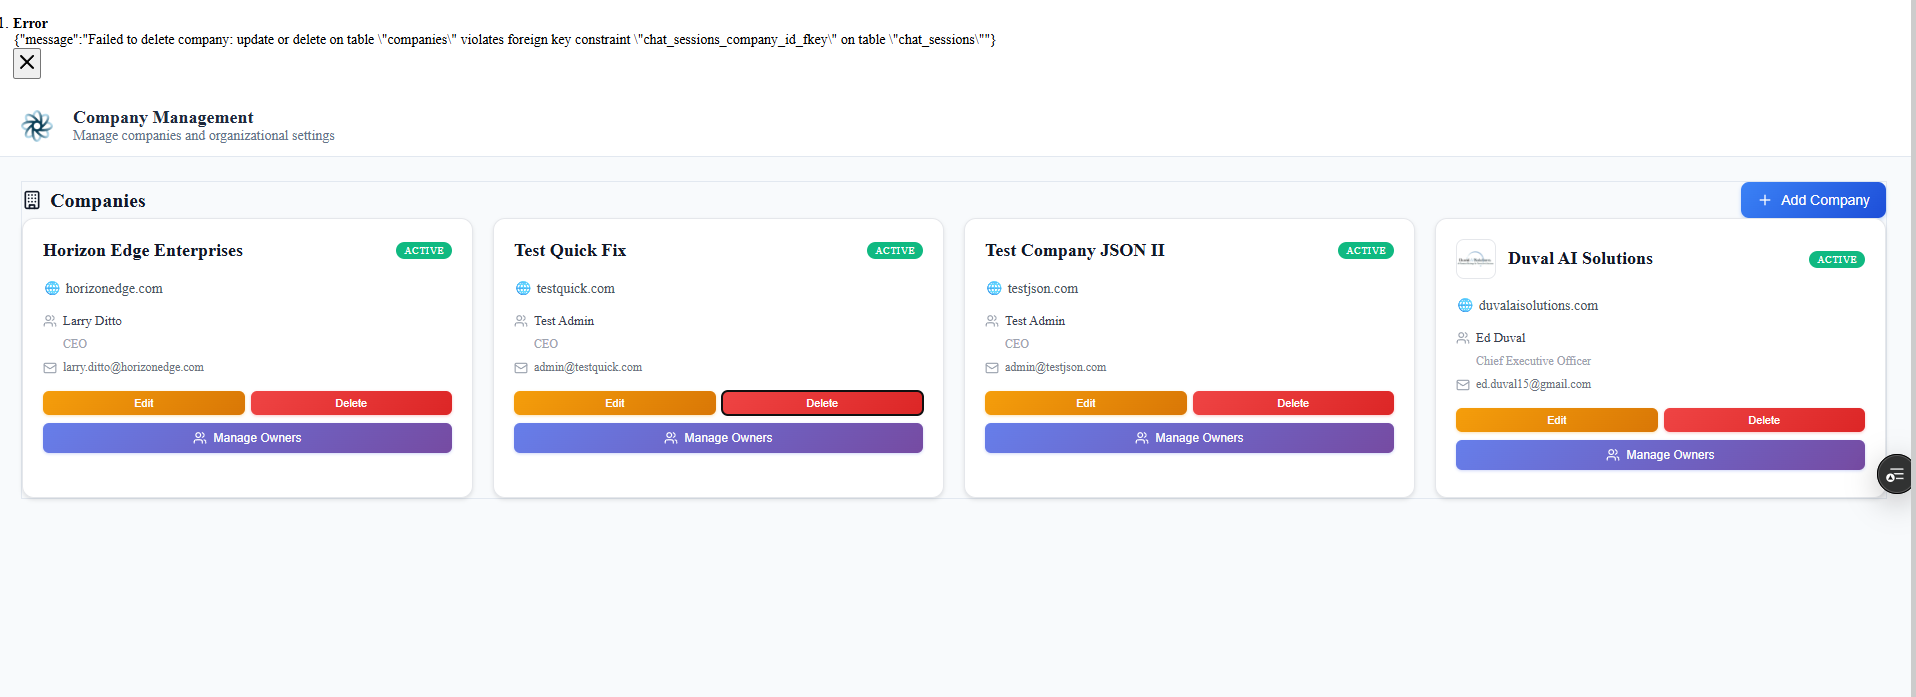 1. Error
{"message":"Failed to delete company: update or delete on table \"companies\" violates foreign key constraint \"chat_sessions_company_id_fkey\" on table \"chat_sessions\""}
Company Management
Manage companies and organizational settings
Companies
Add Company
Horizon Edge Enterprises
ACTIVE
horizonedge.com
Larry Ditto
CEO
larry.ditto@horizonedge.com
Edit
Delete
Manage Owners
Test Quick Fix
ACTIVE
testquick.com
Test Admin
CEO
admin@testquick.com
Edit
Delete
Manage Owners
Test Company JSON II
ACTIVE
testjson.com
Test Admin
CEO
admin@testjson.com
Edit
Delete
Manage Owners
Duval AI Solutions
ACTIVE
duvalaisolutions.com
Ed Duval
Chief Executive Officer
ed.duval15@gmail.com
Edit
Delete
Manage Owners